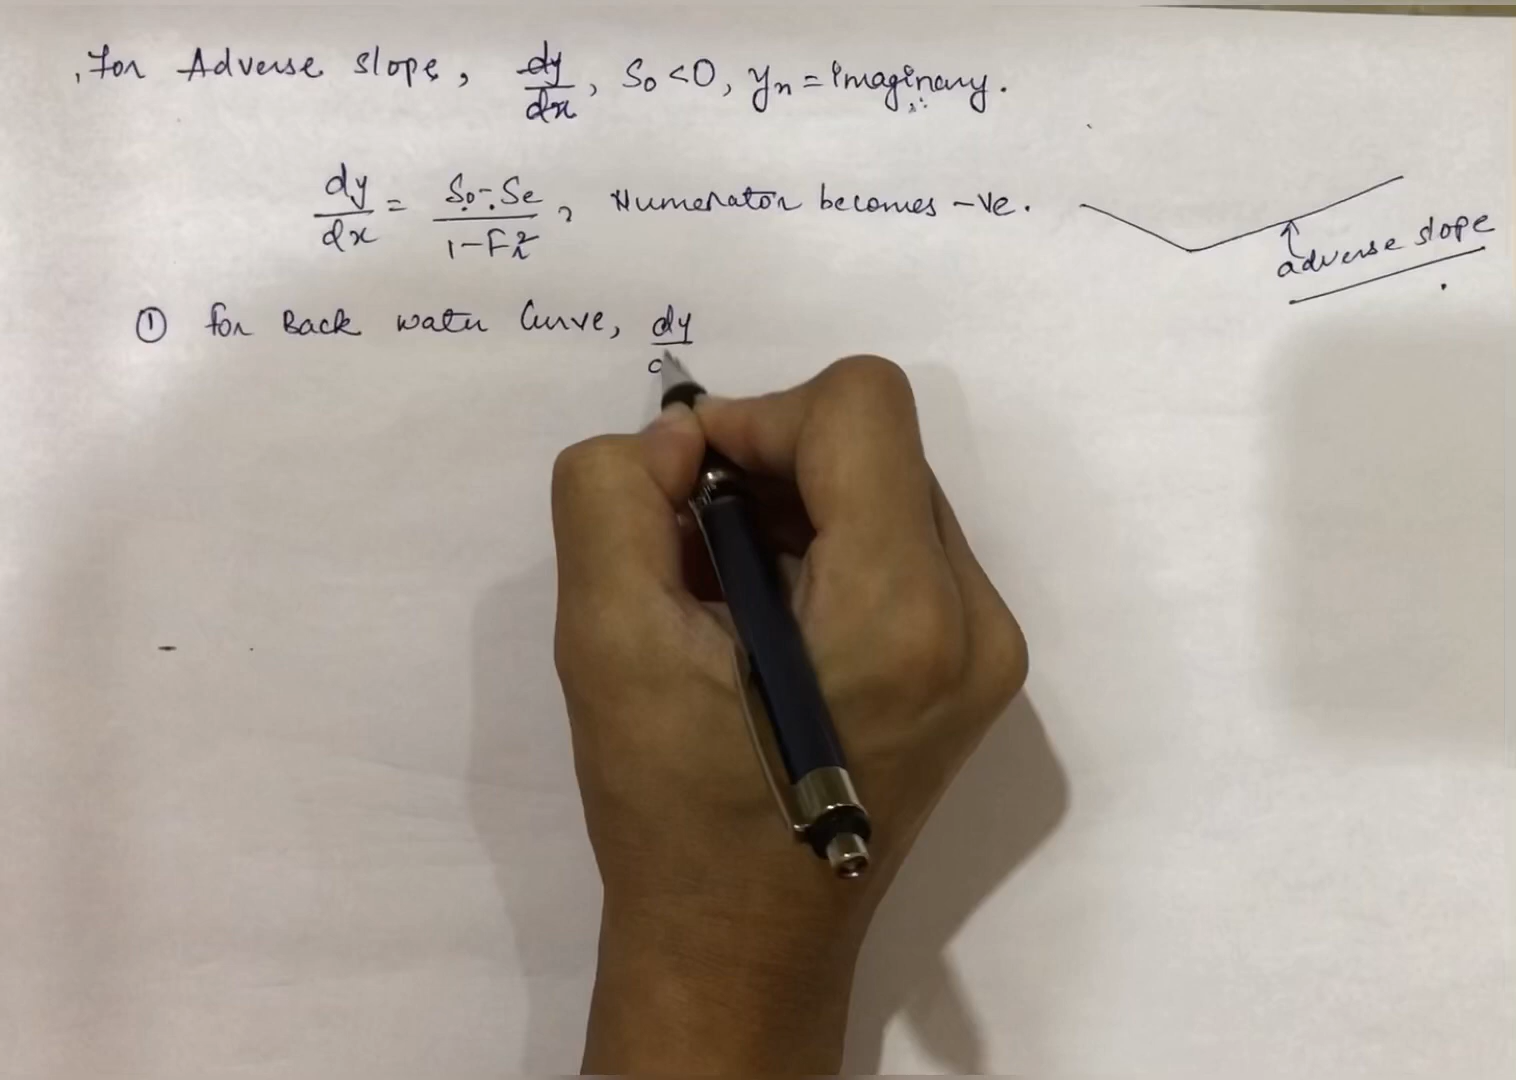 For Adverse slope, dy/dx, So <0, yn = Imaginary.
dy/dx = So - Se / 1 - Fr², Numerator becomes -ve.
adverse slope
① for Back water Curve, dy